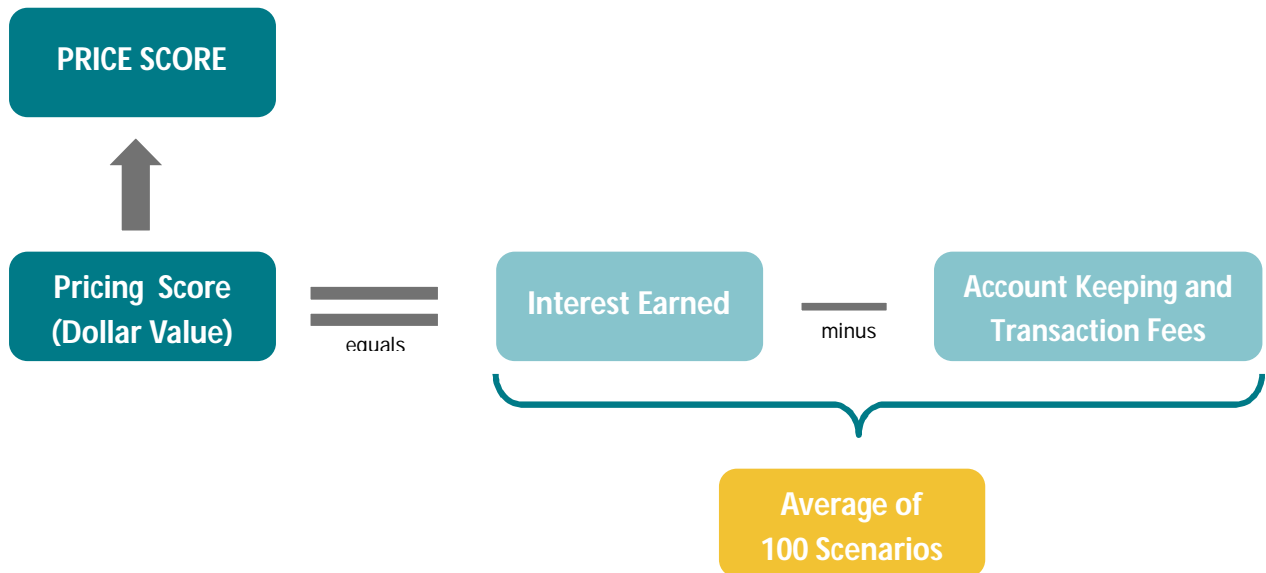 PRICE SCORE
Pricing Score
(Dollar Value)
equals
Interest Earned
minus
Account Keeping and
Transaction Fees
Average of
100 Scenarios